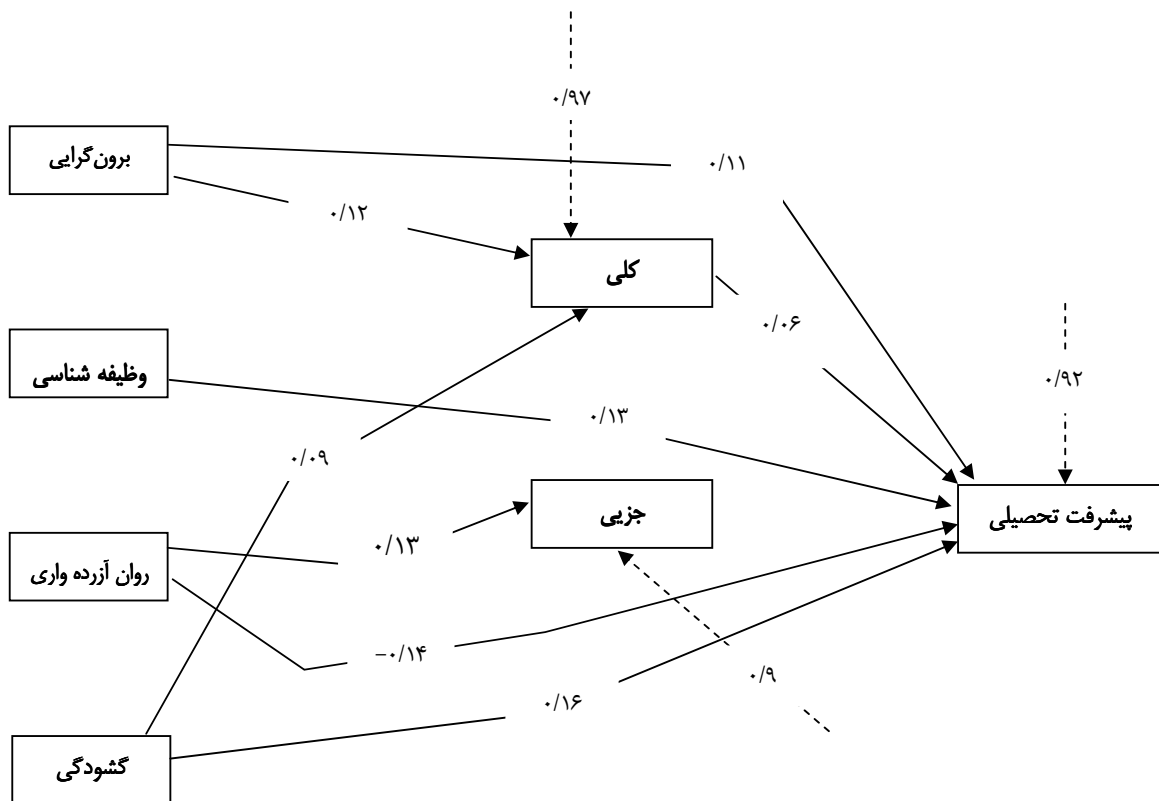 ۰/۹۷
برون‌گرایی
۰/۱۱
۰/۱۲
کلی
۰/۰۶
وظیفه شناسی
۰/۹۲
۰/۱۳
۰/۰۹
جزیی
پیشرفت تحصیلی
۰/۱۳
روان آزرده واری
-۰/۱۴
۰/۹
۰/۱۶
گشودگی